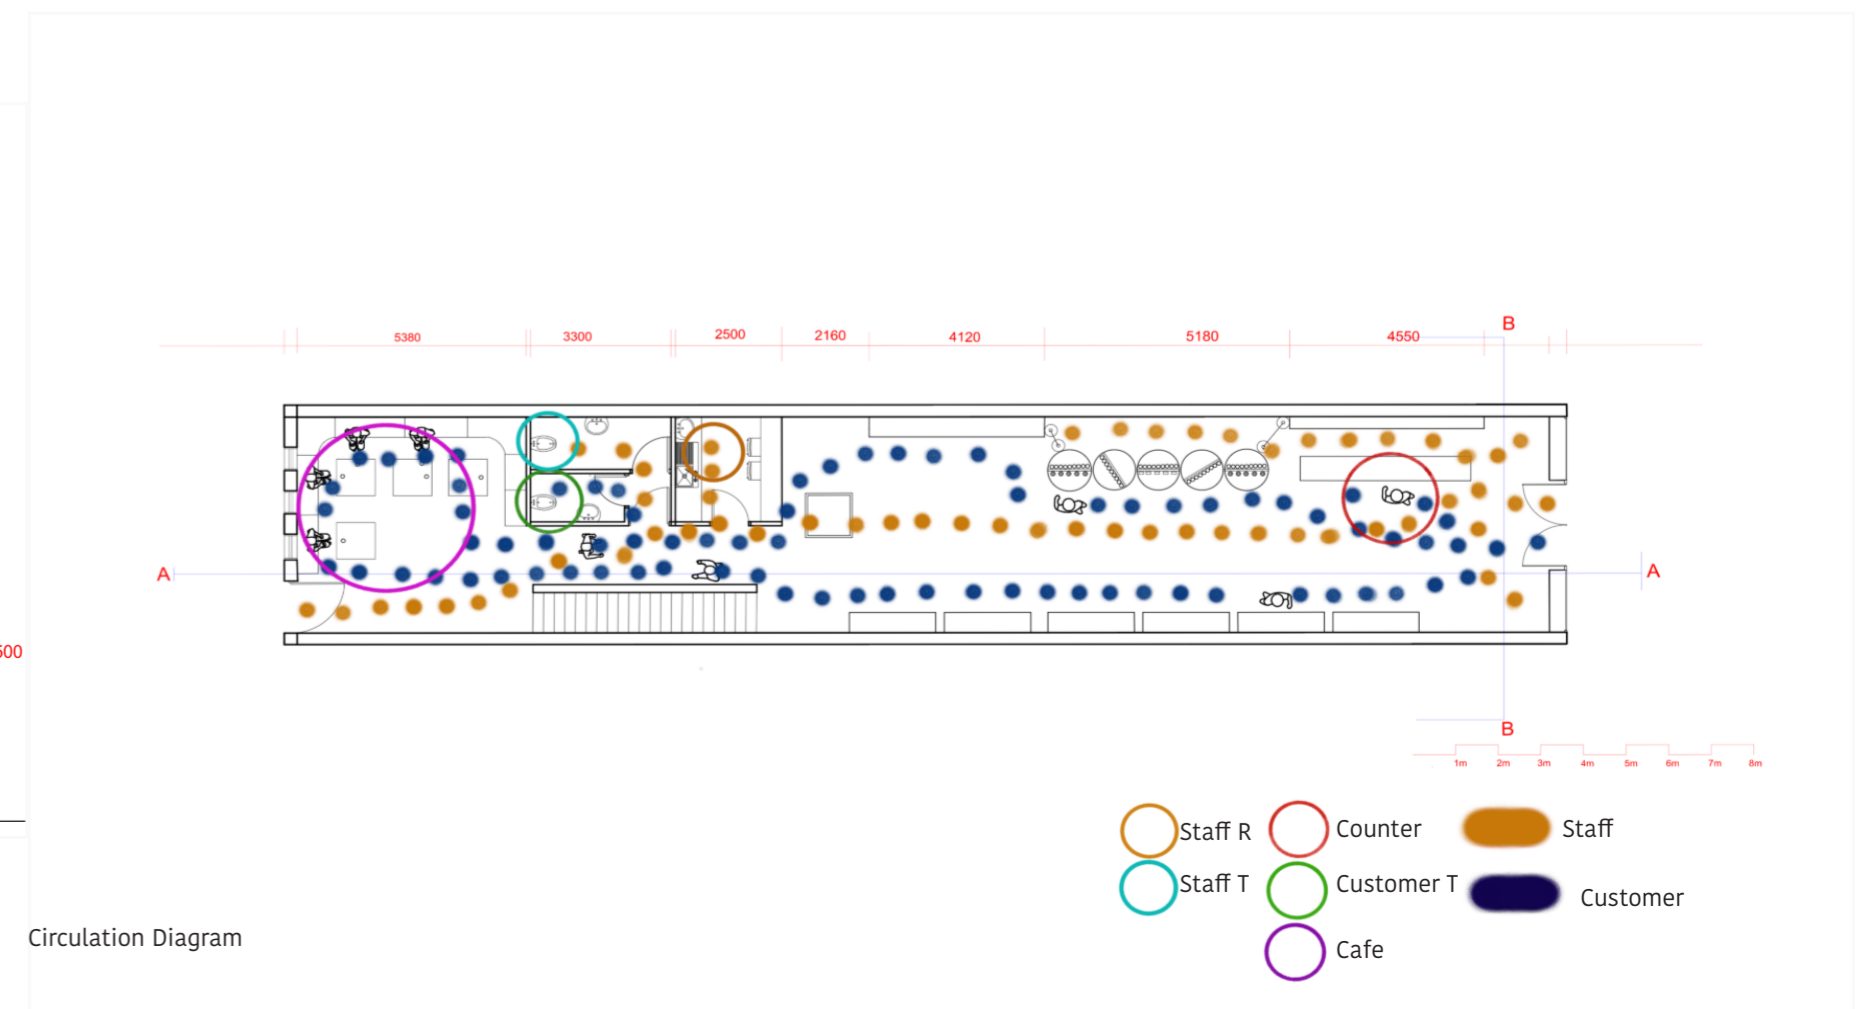 B
5380 3300 2500 2160 4120 5180 4550
A A
500
B
1m 2m 3m 4m 5m 6m 7m 8m
Staff R Counter Staff
Staff T Customer T Customer
Cafe
Circulation Diagram